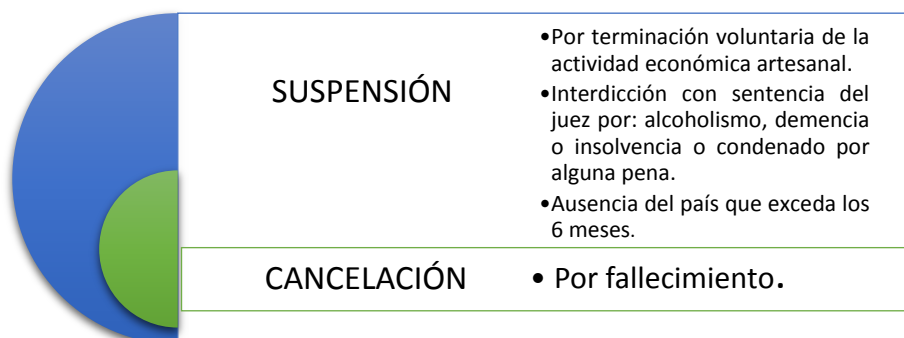 SUSPENSIÓN
•Por terminación voluntaria de la
actividad económica artesanal.
•Interdicción con sentencia del
juez por: alcoholismo, demencia
o insolvencia o condenado por
alguna pena.
•Ausencia del país que exceda los
6 meses.
CANCELACIÓN
• Por fallecimiento.